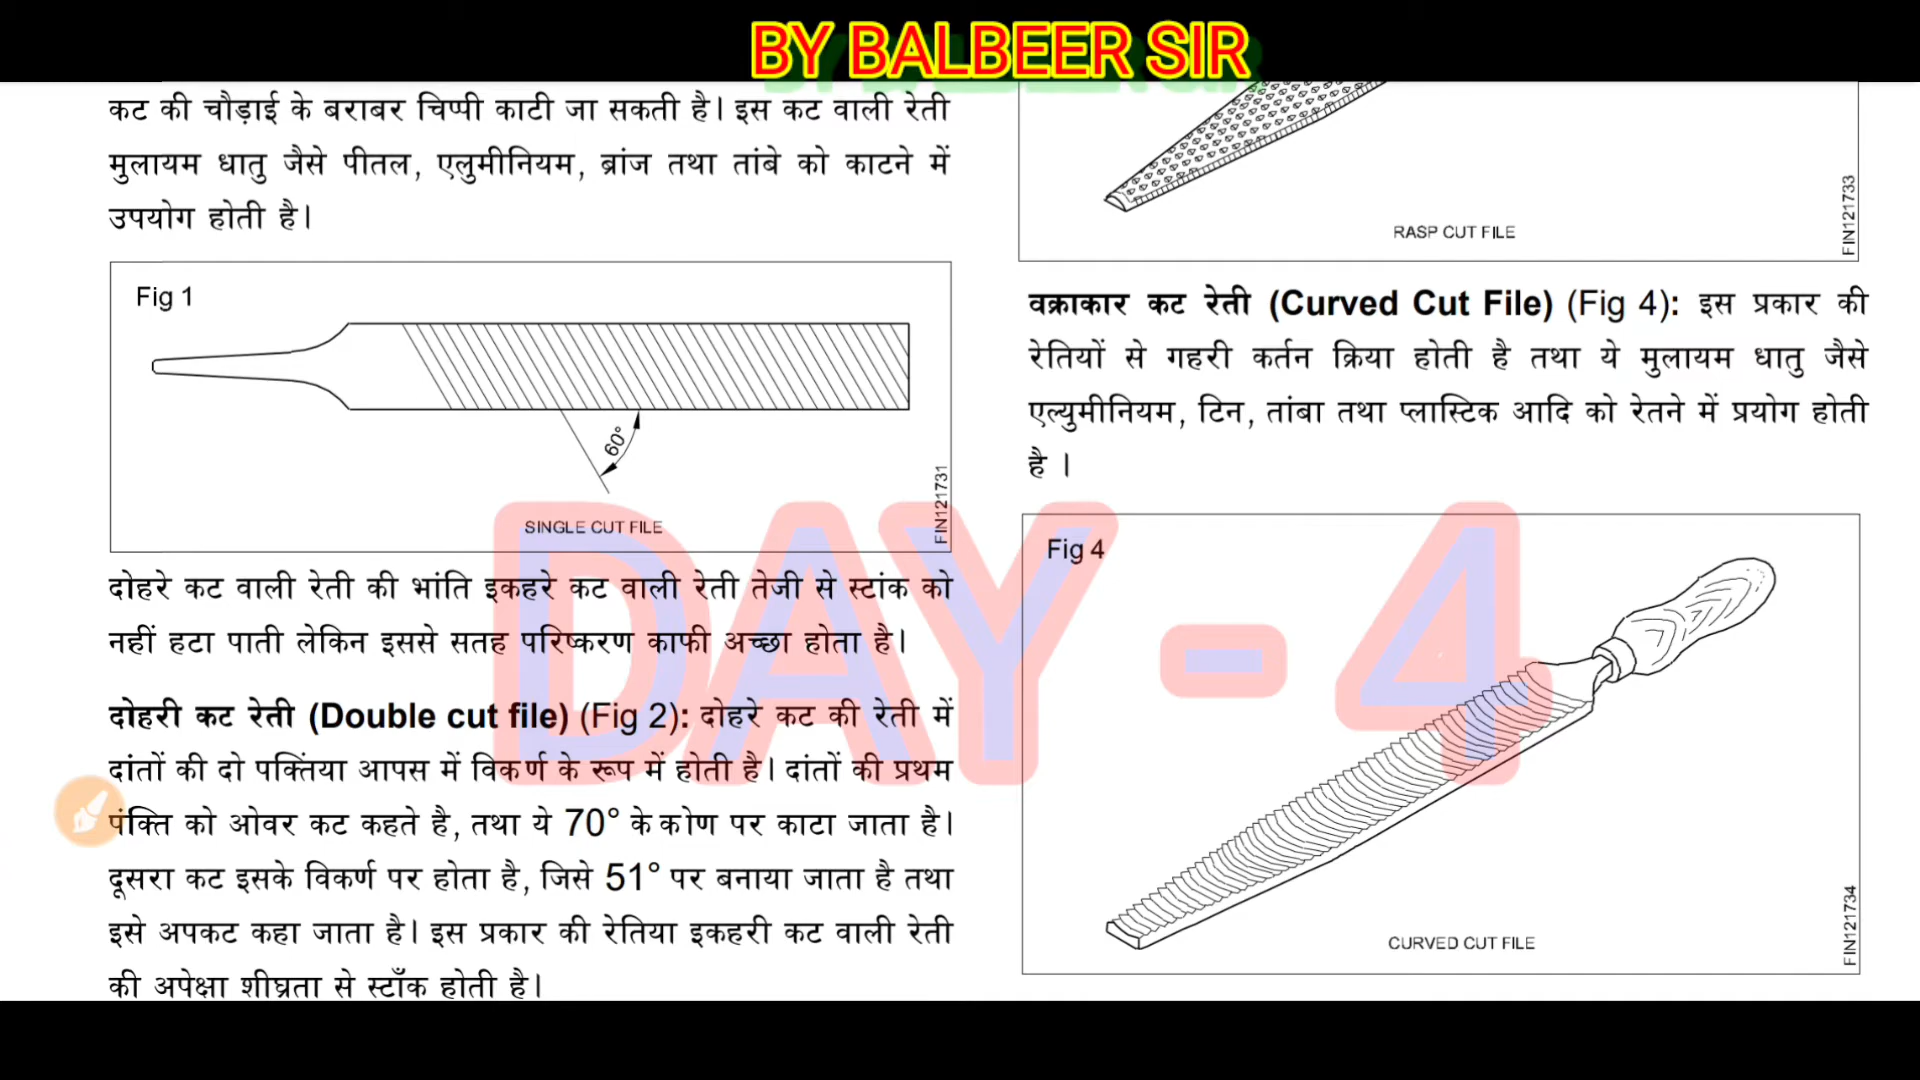 BY BALBEER SIR
कट की चौड़ाई के बराबर चिप्पी काटी जा सकती है। इस कट वाली रेती
मुलायम धातु जैसे पीतल, एलुमीनियम, ब्रांज तथा तांबे को काटने में
उपयोग होती है।
Fig 1
60°
SINGLE CUT FILE
FIN121731
दोहरे कट वाली रेती की भांति इकहरे कट वाली रेती तेजी से स्टांक को
नहीं हटा पाती लेकिन इससे सतह परिष्करण काफी अच्छा होता है।
दोहरी कट रेती (Double cut file) (Fig 2): दोहरे कट की रेती में
दांतों की दो पक्तिंया आपस में विकर्ण के रूप में होती है। दांतों की प्रथम
पंक्ति को ओवर कट कहते है, तथा ये 70° के कोण पर काटा जाता है।
दूसरा कट इसके विकर्ण पर होता है, जिसे 51° पर बनाया जाता है तथा
इसे अपकट कहा जाता है। इस प्रकार की रेतिया इकहरी कट वाली रेती
की अपेक्षा शीघ्रता से स्टाँक होती है।
RASP CUT FILE
FIN121733
वक्राकार कट रेती (Curved Cut File) (Fig 4): इस प्रकार की
रेतियों से गहरी कर्तन क्रिया होती है तथा ये मुलायम धातु जैसे
एल्युमीनियम, टिन, तांबा तथा प्लास्टिक आदि को रेतने में प्रयोग होती
है ।
Fig 4
CURVED CUT FILE
FIN121734
DAY - 4